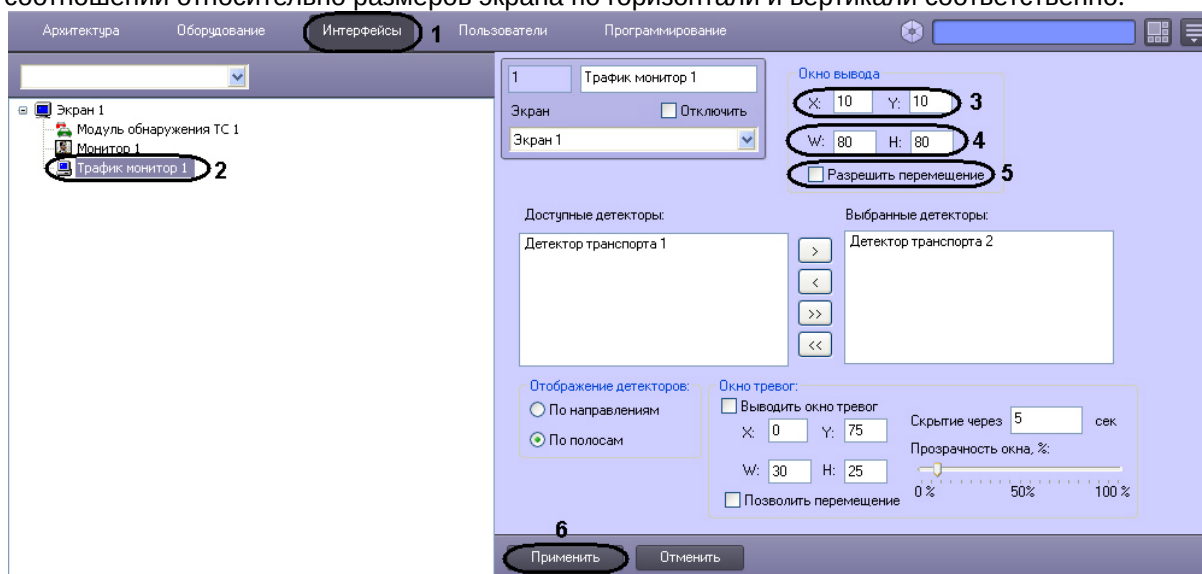 соотношении относительно размеров экрана по горизонтали и вертикали соответственно.
Архитектура Оборудование Интерфейсы 1 Пользователи Программирование
Экран 1
Модуль обнаружения ТС 1
Монитор 1
Трафик монитор 1 2
1 Трафик монитор 1
Экран Отключить
Экран 1
Окно вывода
X: 10 Y: 10 3
W: 80 H: 80 4
Разрешить перемещение 5
Доступные детекторы:
Детектор транспорта 1
>
<
>>
<<
Выбранные детекторы:
Детектор транспорта 2
Отображение детекторов:
По направлениям
По полосам
Окно тревог:
Выводить окно тревог
X: 0 Y: 75
W: 30 H: 25
Позволить перемещение
Скрытие через 5 сек
Прозрачность окна, %:
0 % 50% 100 %
6
Применить Отменить